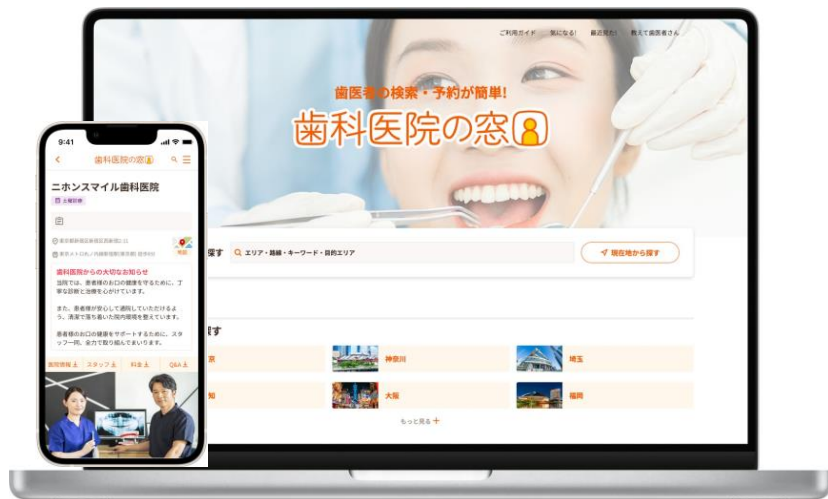 ご利用ガイド 気になる! 最近見た! 教えて歯医者さん
歯医者の検索・予約が簡単!
歯科医院の窓
探す エリア・路線・キーワード・目的エリア 現在地から探す
探す
京 神奈川 埼玉
知 大阪 福岡
もっと見る
9:41
歯科医院の窓
ニホンスマイル歯科医院
土曜診療
地図
歯科医院からの大切なお知らせ
当院では、患者様のお口の健康を守るために、丁
寧な診断と治療を心がけています。
また、患者様が安心して通院していただけるよ
う、清潔で落ち着いた院内環境を整えています。
患者様のお口の健康をサポートするために、スタ
ッフ一同、全力で取り組んでまいります。
医院情報 スタッフ 料金 Q&A